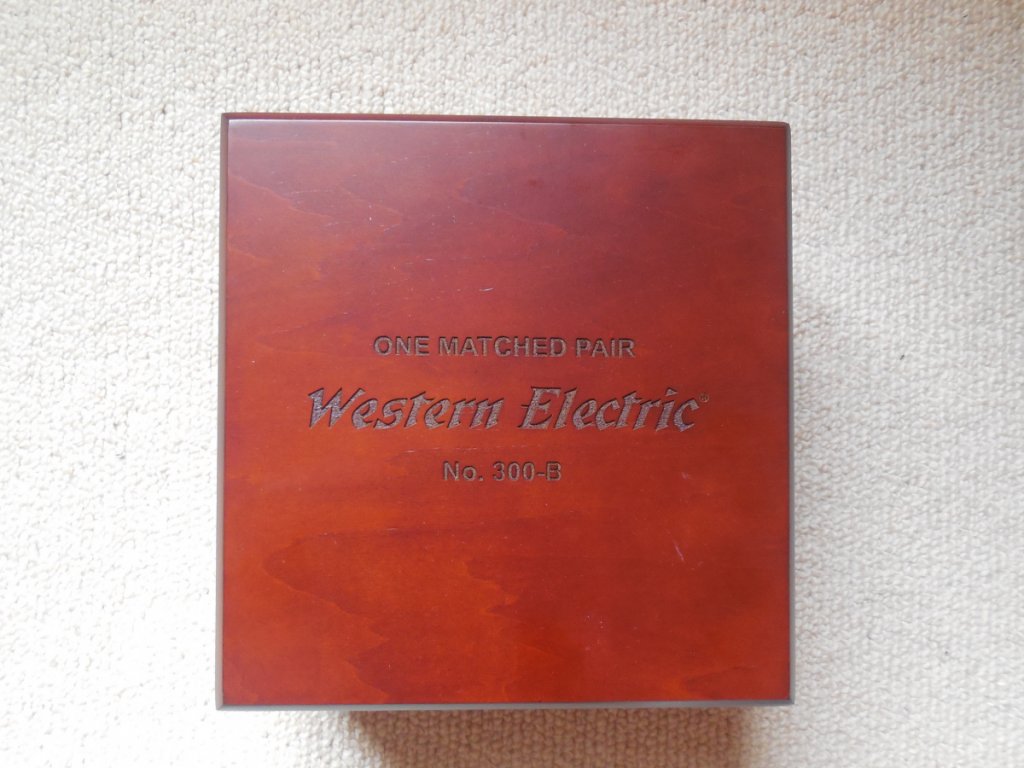 ONE MATCHED PAIR
Western Electric®
No. 300-B